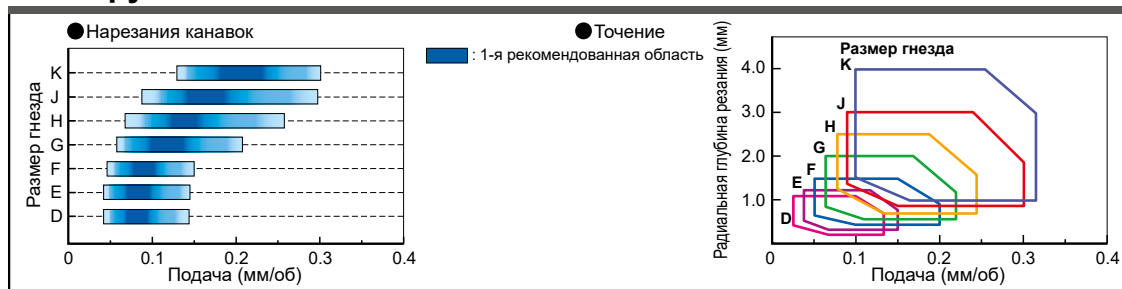 ●Нарезания канавок
●Точение
: 1-я рекомендованная область
Размер гнезда
K
J
H
G
F
E
D
0
0.1
0.2
0.3
0.4
Подача (мм/об)
Радиальная глубина резания (мм)
4.0
3.0
2.0
1.0
Размер гнезда
K
J
H
G
F
E
D
0
0.1
0.2
0.3
0.4
Подача (мм/об)